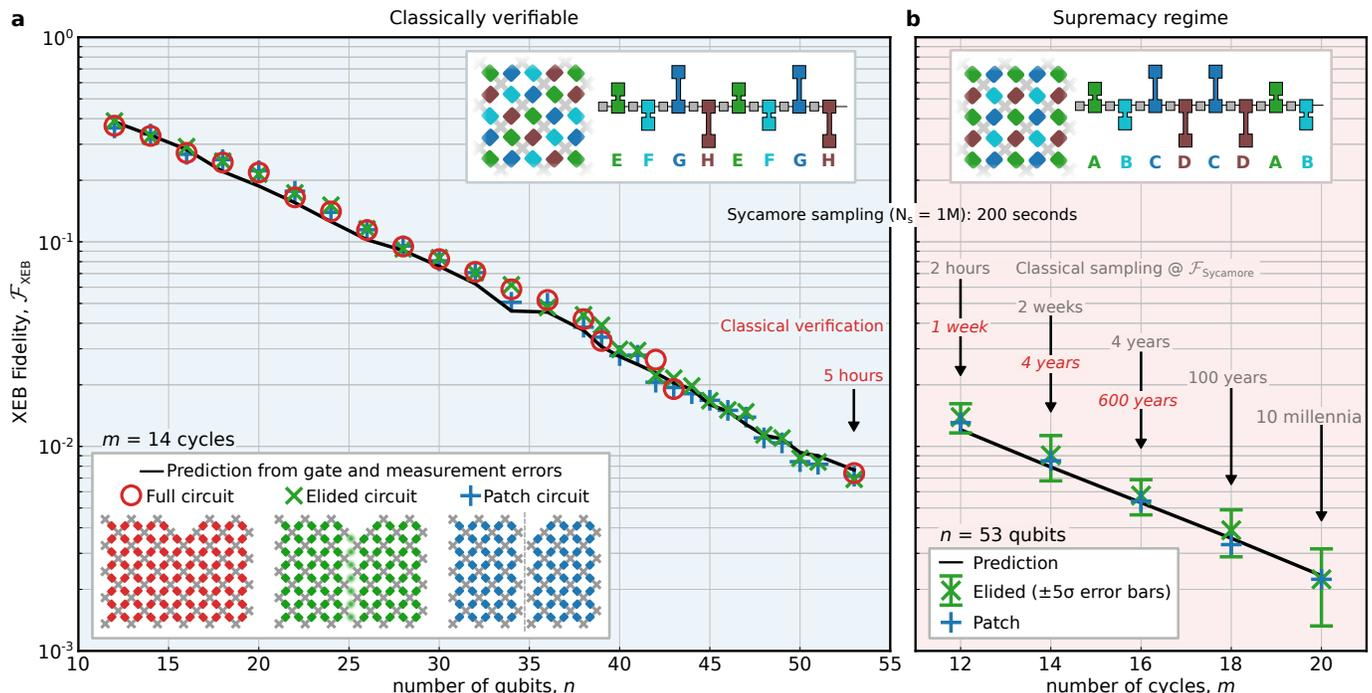 a
Classically verifiable
10⁰
10⁻¹
10⁻²
10⁻³
XEB Fidelity, ℱ_XEB
E F G H E F G H
Sycamore sampling (Nₛ = 1M): 200 seconds
Classical verification
5 hours
m = 14 cycles
Prediction from gate and measurement errors
Full circuit
Elided circuit
Patch circuit
10 15 20 25 30 35 40 45 50 55
number of qubits, n
b
Supremacy regime
A B C D C D A B
Classical sampling @ ℱ_Sycamore
2 hours
1 week
2 weeks
4 years
4 years
600 years
100 years
10 millennia
n = 53 qubits
Prediction
Elided (±5σ error bars)
Patch
12 14 16 18 20
number of cycles, m